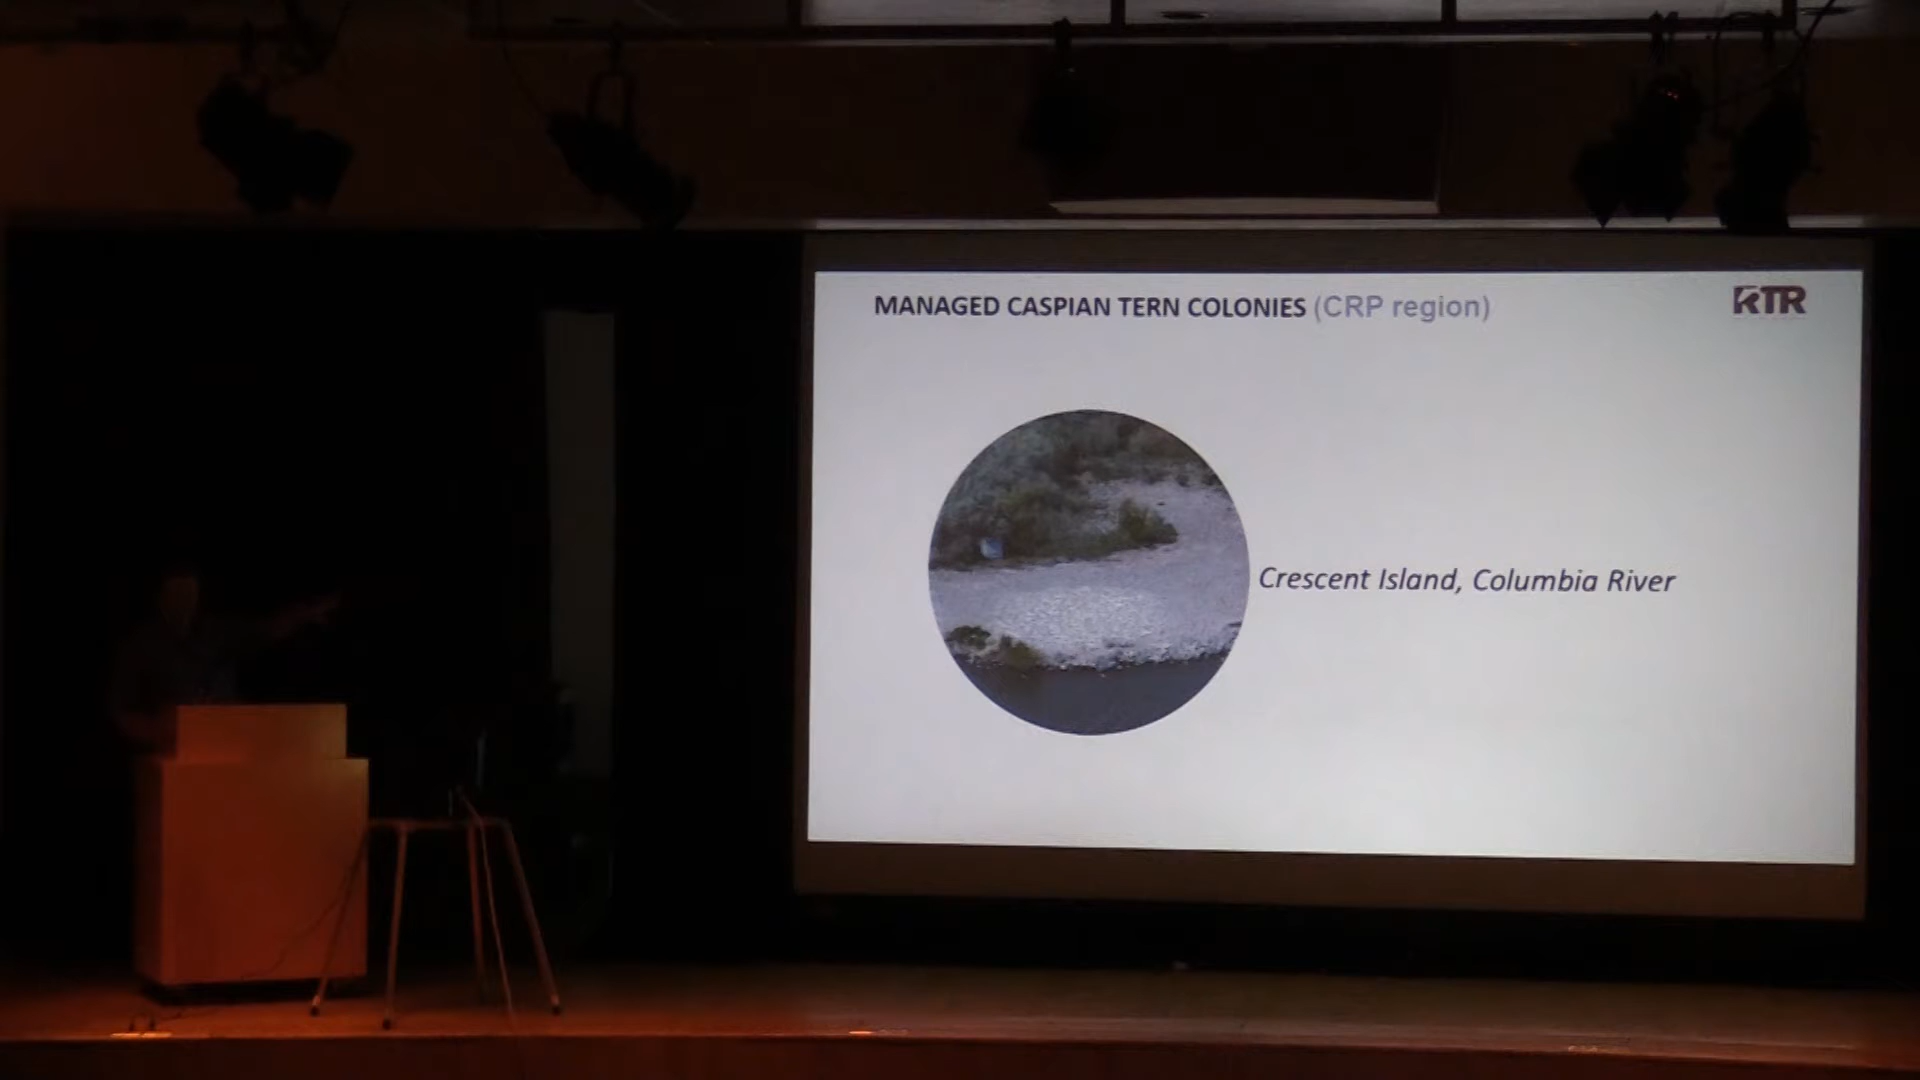 MANAGED CASPIAN TERN COLONIES (CRP region)
RTR
Crescent Island, Columbia River